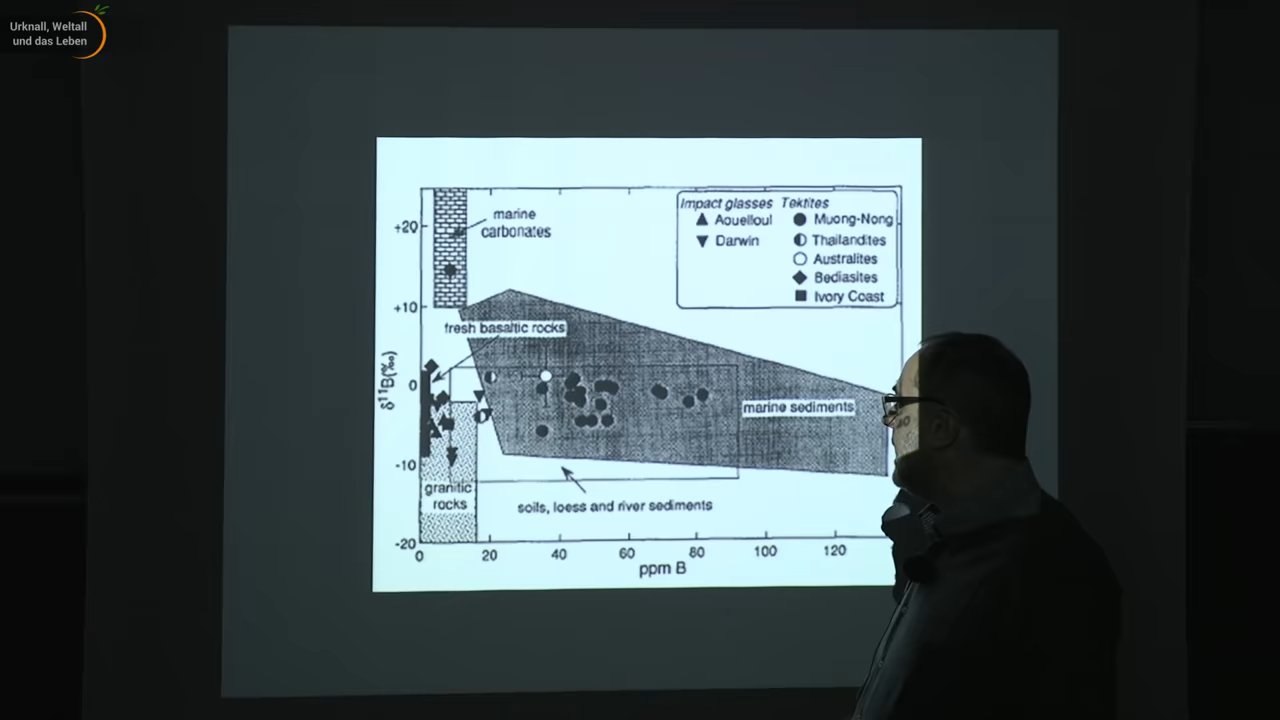 Urknall, Weltall
und das Leben
Impact glasses Tektites
Aouelloul
Darwin
Muong-Nong
Thailandites
Australites
Bediasites
Ivory Coast
marine
carbonates
fresh basaltic rocks
marine sediments
granitic
rocks
soils, loess and river sediments
δ¹¹B(‰)
+20
+10
0
-10
-20
0 20 40 60 80 100 120
ppm B